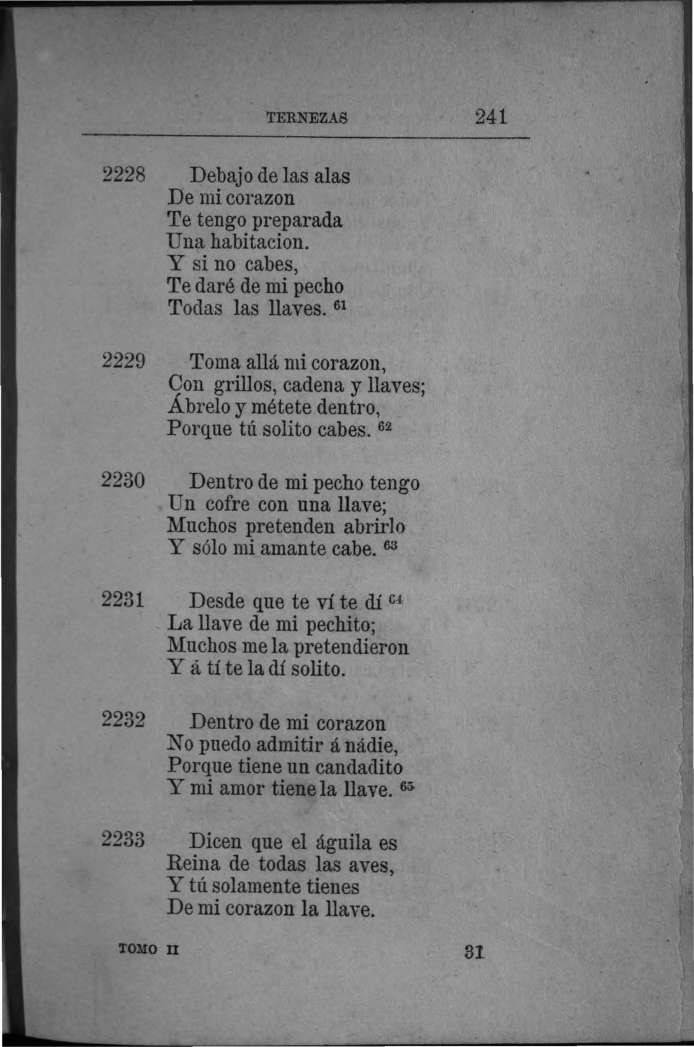 TERNEZAS 241
2228 Debajo de las alas
De mi corazon
Te tengo preparada
Una habitacion.
Y si no cabes,
Te daré de mi pecho
Todas las llaves. 61
2229 Toma allá mi corazon,
Con grillos, cadena y llaves;
Ábrelo y métete dentro,
Porque tú solito cabes. 62
2230 Dentro de mi pecho tengo
Un cofre con una llave;
Muchos pretenden abrirlo
Y sólo mi amante cabe. 63
2231 Desde que te ví te dí 64
La llave de mi pechito;
Muchos me la pretendieron
Y á tí te la dí solito.
2232 Dentro de mi corazon
No puedo admitir á nádie,
Porque tiene un candadito
Y mi amor tiene la llave. 65
2233 Dicen que el águila es
Reina de todas las aves,
Y tú solamente tienes
De mi corazon la llave.
TOMO II 31